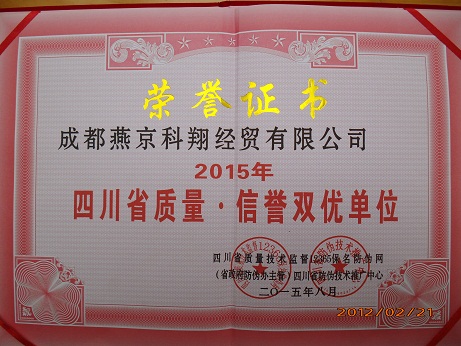 荣誉证书
成都燕京科翔经贸有限公司
2015年
四川省质量·信誉双优单位
四川省质量技术监督12365保名防伪网
（省政府防伪办主管）四川省防伪技术推广中心
二〇一五年八月
2012/02/21